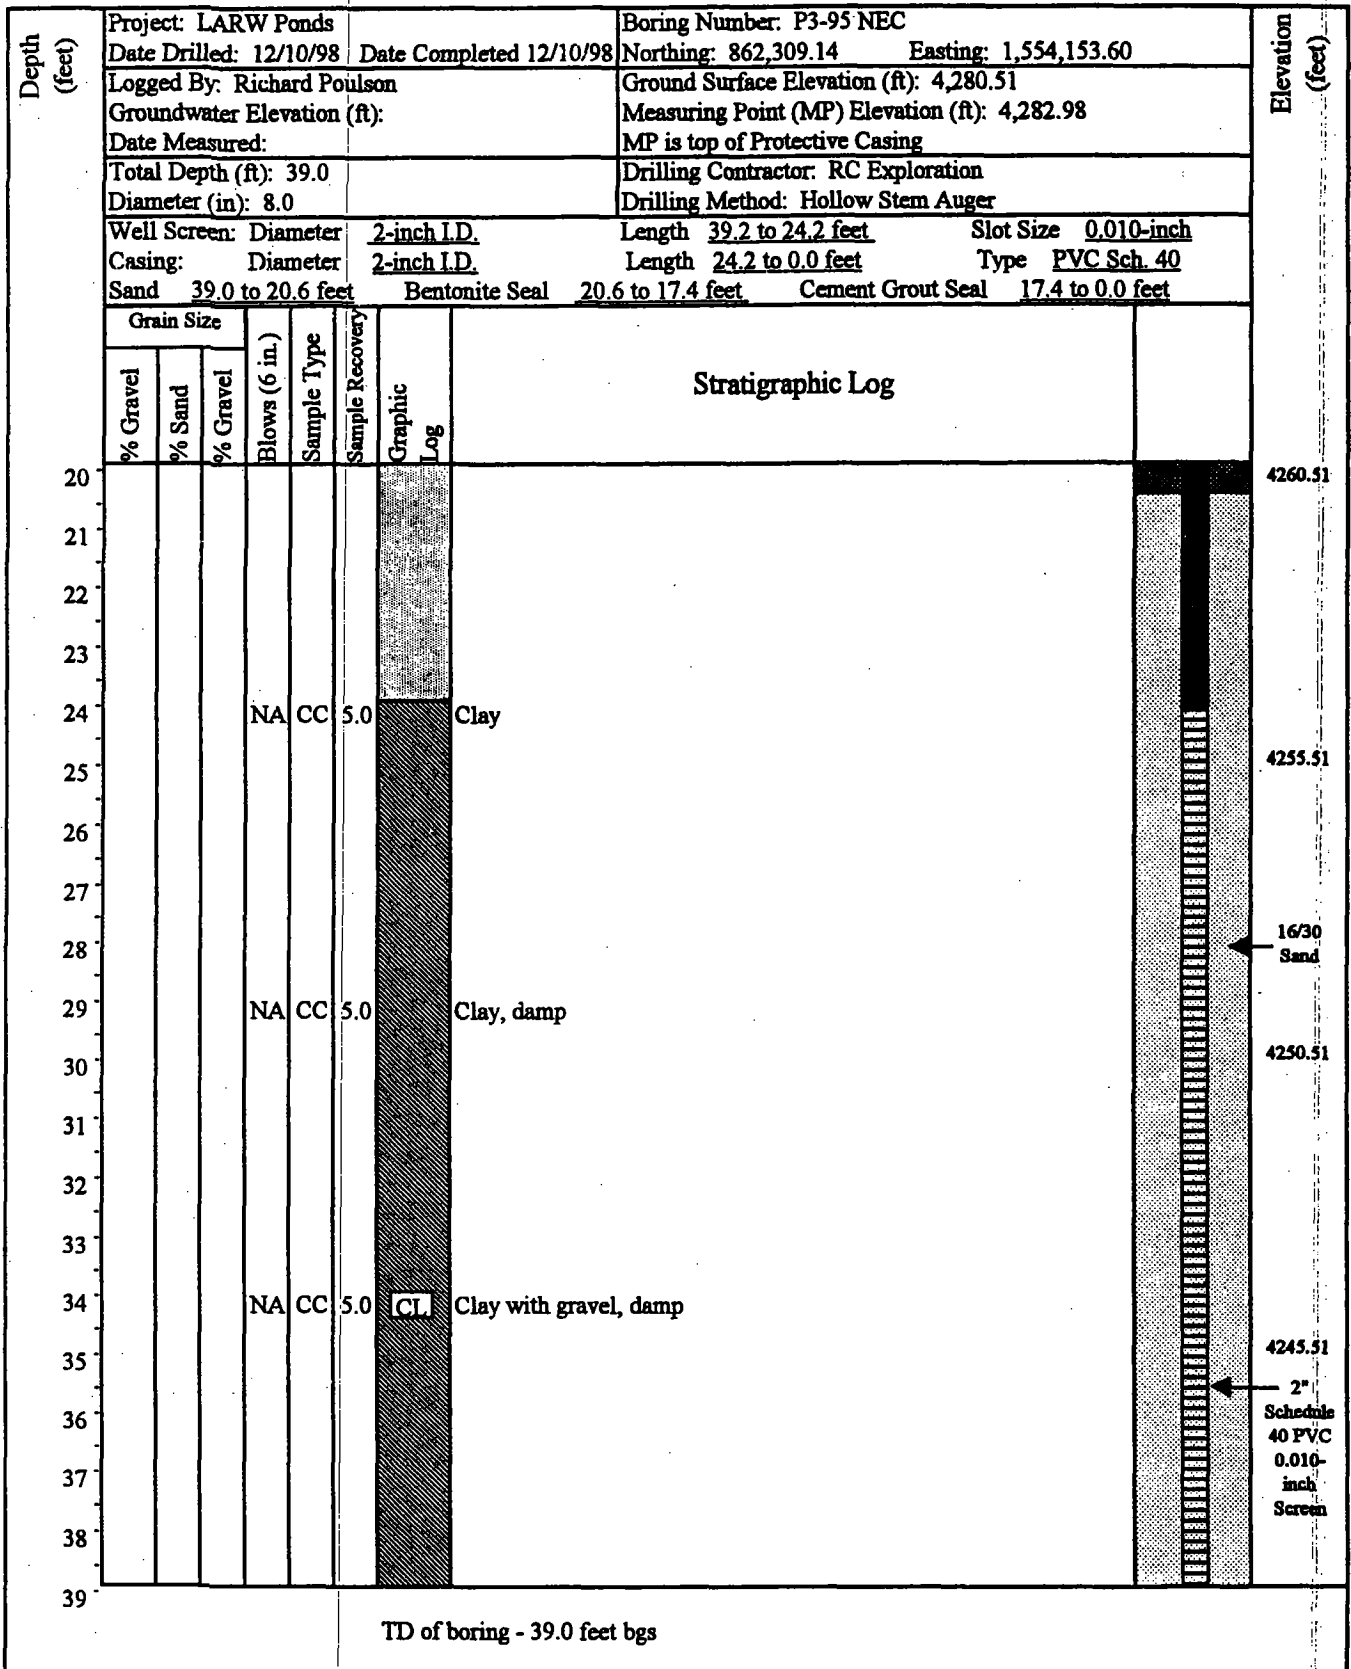 Depth (feet)
Project: LARW Ponds
Boring Number: P3-95 NEC
Date Drilled: 12/10/98 Date Completed 12/10/98
Northing: 862,309.14 Easting: 1,554,153.60
Logged By: Richard Poulson
Ground Surface Elevation (ft): 4,280.51
Groundwater Elevation (ft):
Measuring Point (MP) Elevation (ft): 4,282.98
Date Measured:
MP is top of Protective Casing
Total Depth (ft): 39.0
Drilling Contractor: RC Exploration
Diameter (in): 8.0
Drilling Method: Hollow Stem Auger
Elevation (feet)
Well Screen: Diameter 2-inch I.D. Length 39.2 to 24.2 feet Slot Size 0.010-inch
Casing: Diameter 2-inch I.D. Length 24.2 to 0.0 feet Type PVC Sch. 40
Sand 39.0 to 20.6 feet Bentonite Seal 20.6 to 17.4 feet Cement Grout Seal 17.4 to 0.0 feet
Grain Size
% Gravel
% Sand
% Gravel
Blows (6 in.)
Sample Type
Sample Recovery
Graphic Log
Stratigraphic Log
20 4260.51
21
22
23
24 NA CC 5.0 Clay
25 4255.51
26
27
28 16/30
Sand
29 NA CC 5.0 Clay, damp
30 4250.51
31
32
33
34 NA CC 5.0 CL Clay with gravel, damp
35 4245.51
2"
36 Schedule
40 PVC
37 0.010-
inch
Screen
38
39
TD of boring - 39.0 feet bgs